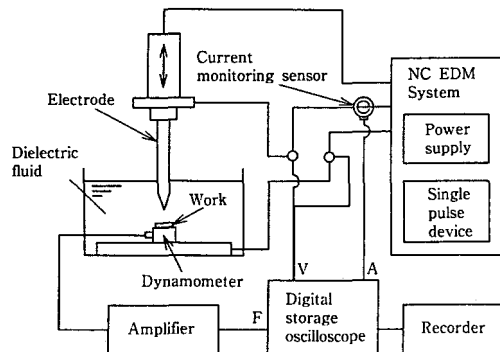 Current
monitoring sensor
NC EDM
System
Electrode
Power
supply
Dielectric
fluid
Single
pulse
device
Work
Dynamometer
V
A
Amplifier
F
Digital
storage
oscilloscope
Recorder